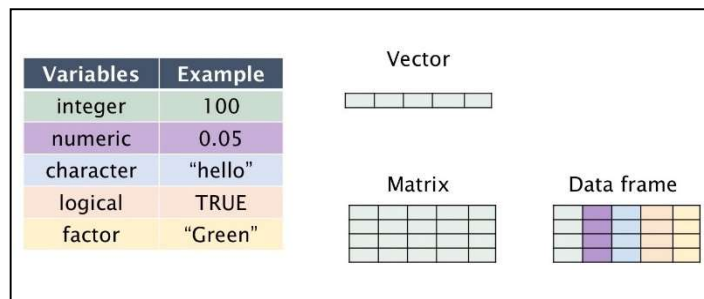 Variables Example
integer 100
numeric 0.05
character “hello”
logical TRUE
factor “Green”
Vector
Matrix
Data frame